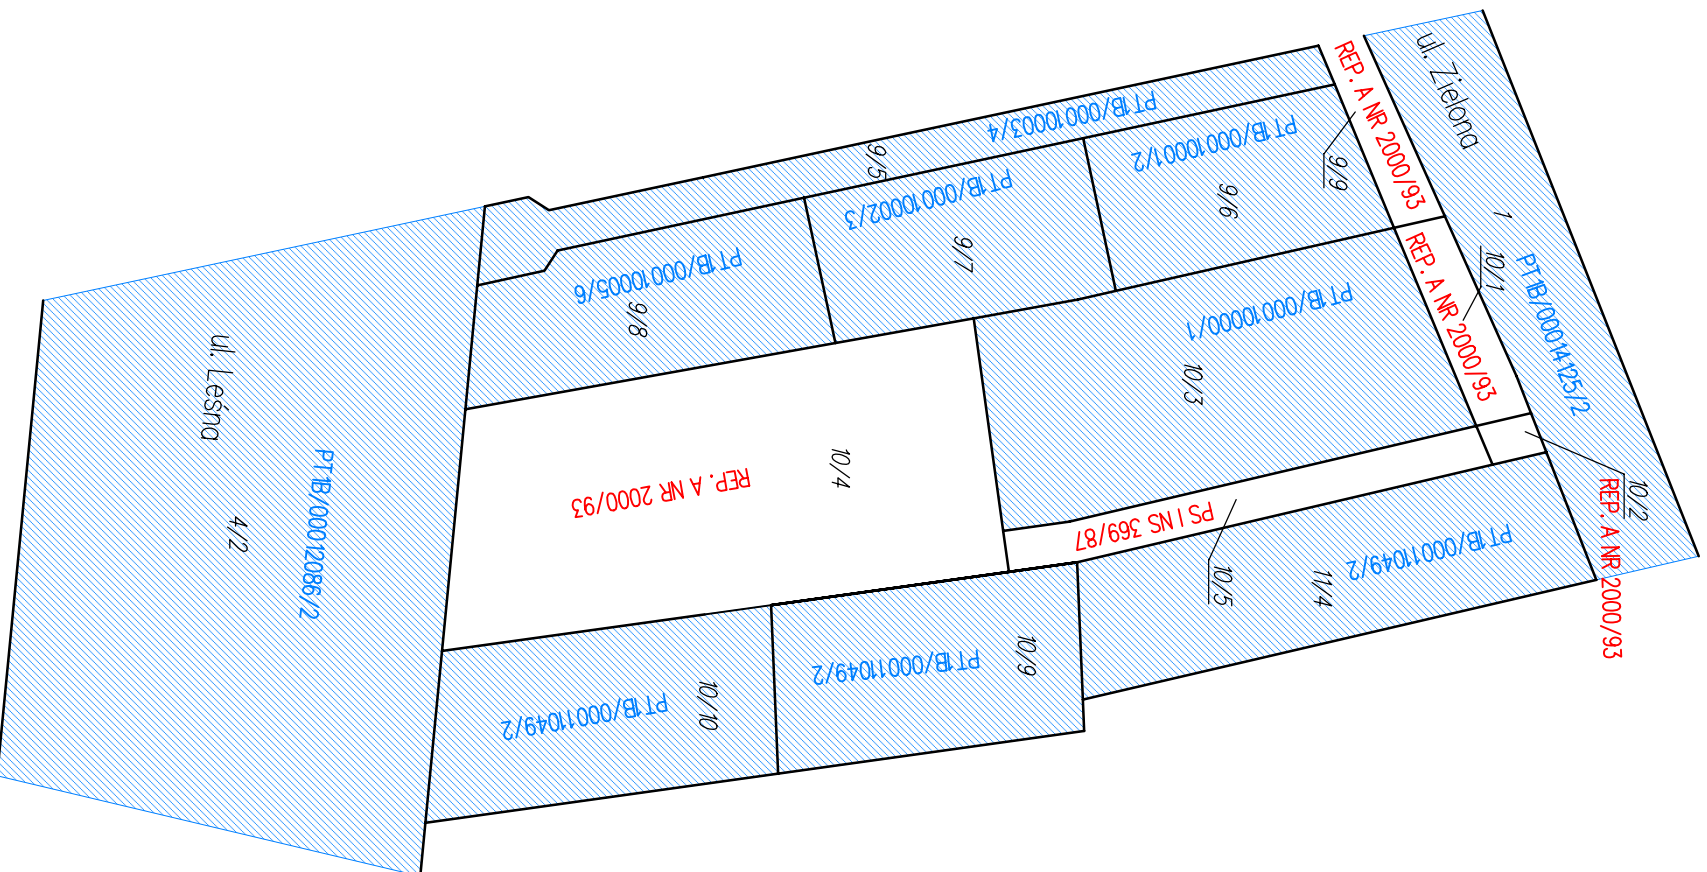 ul. Zielona
1
PT1B/00014125/2
REP. A NR 2000/93
9/9
REP. A NR 2000/93
10/1
10/2
REP. A NR 2000/93
PT1B/00010003/4
9/5
PT1B/00010001/2
9/6
PT1B/00010002/3
9/7
PT1B/00010005/6
9/8
PT1B/00010000/1
10/3
10/4
REP. A NR 2000/93
PS I NS 369/87
10/5
PT1B/00011049/2
11/4
10/9
PT1B/00011049/2
10/10
PT1B/00011049/2
ul. Leśna
PT1B/00012086/2
4/2